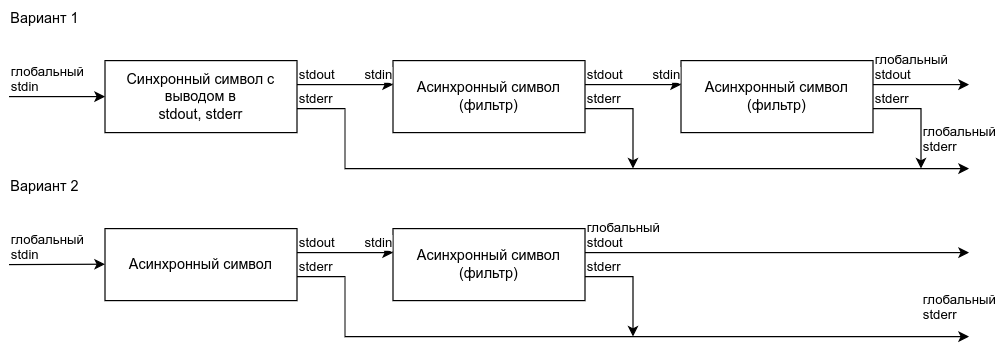 Вариант 1
глобальный
stdin
Синхронный символ с
выводом в
stdout, stderr
stdout
stderr
stdin
Асинхронный символ
(фильтр)
stdout
stderr
stdin
Асинхронный символ
(фильтр)
глобальный
stdout
stderr
глобальный
stderr
Вариант 2
глобальный
stdin
Асинхронный символ
stdout
stderr
stdin
Асинхронный символ
(фильтр)
глобальный
stdout
stderr
глобальный
stderr